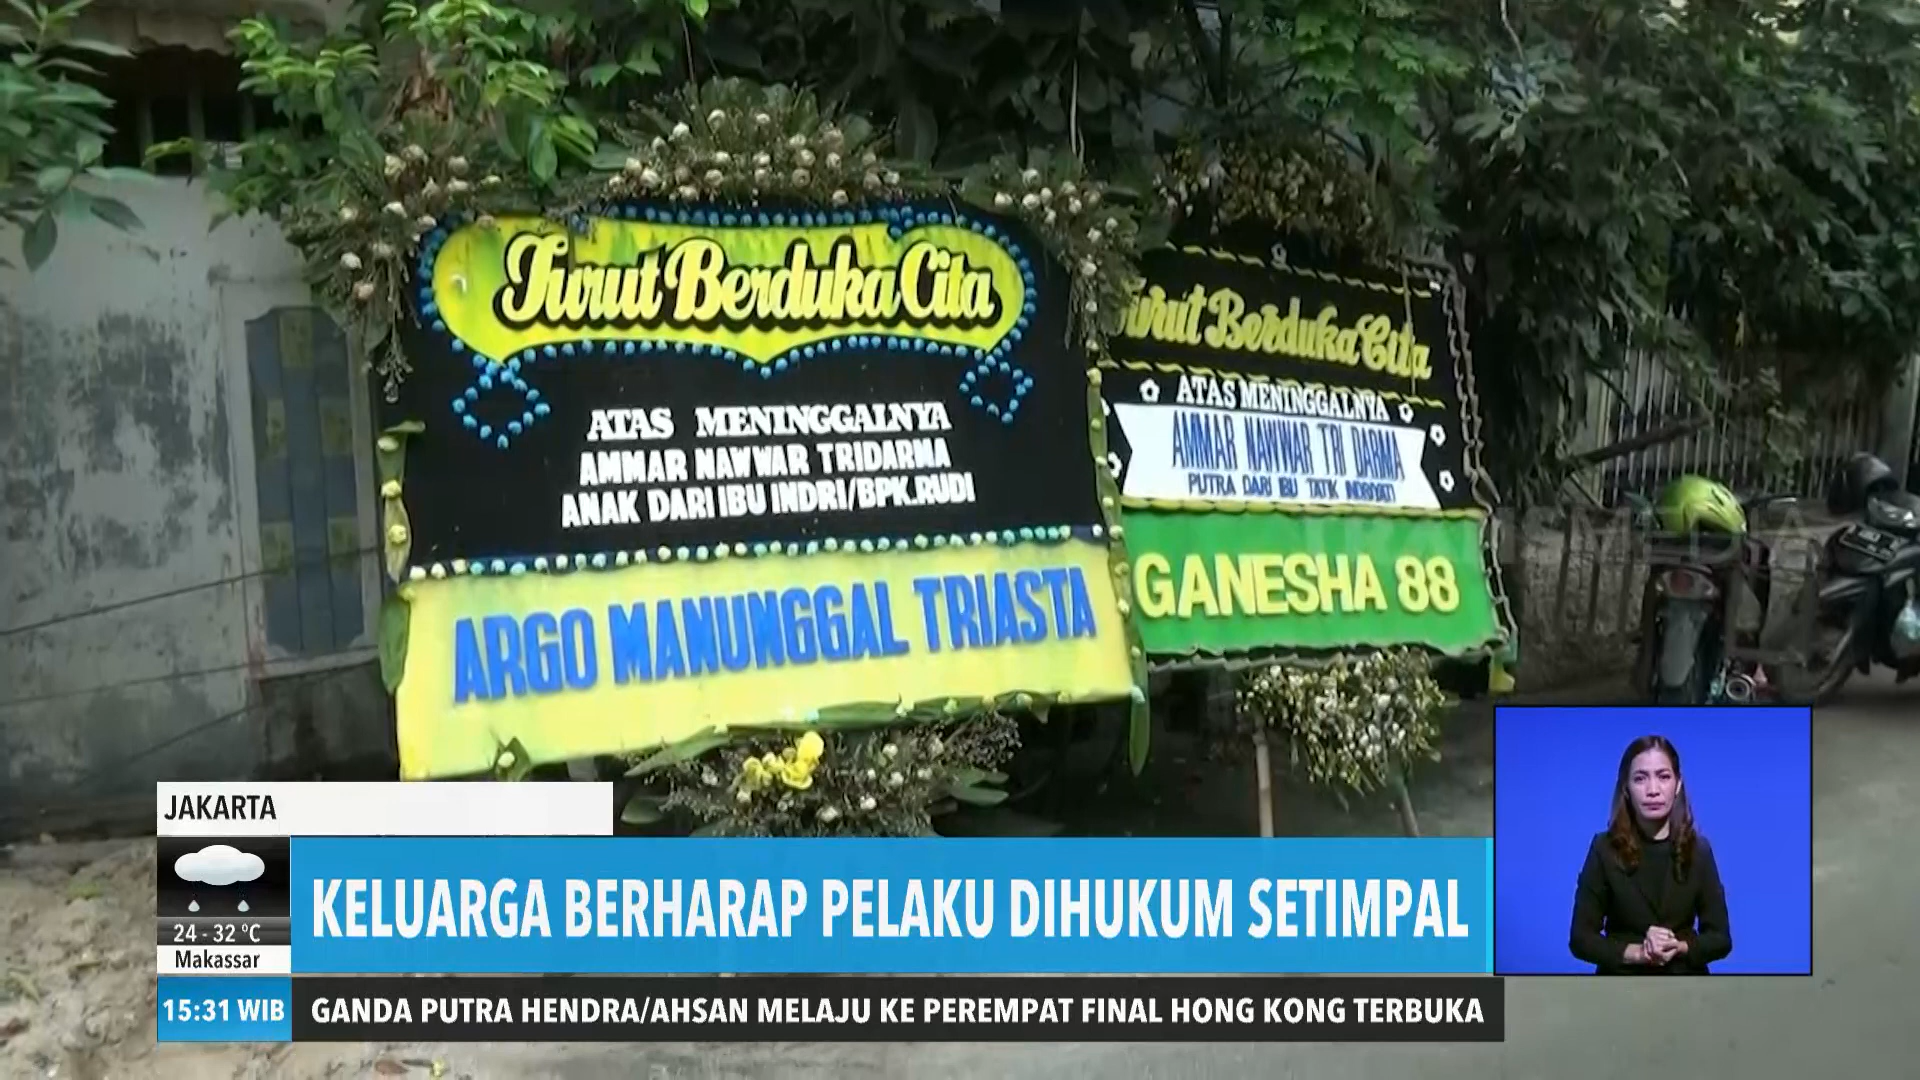 Turut Berduka Cita
ATAS MENINGGALNYA
AMMAR NAWWAR TRIDARMA
ANAK DARI IBU INDRI/BPK.RUDI
ARGO MANUNGGAL TRIASTA
Turut Berduka Cita
ATAS MENINGGALNYA
AMMAR NAWWAR TRI DARMA
PUTRA DARI IBU TATIK INDRIYATI
GANESHA 88
TRANSMEDIA
JAKARTA
24 - 32 °C
Makassar
KELUARGA BERHARAP PELAKU DIHUKUM SETIMPAL
15:31 WIB
GANDA PUTRA HENDRA/AHSAN MELAJU KE PEREMPAT FINAL HONG KONG TERBUKA